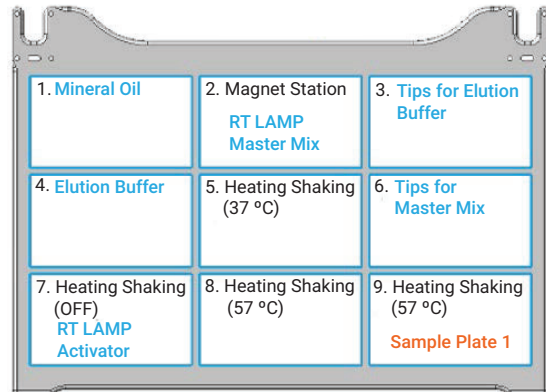 1. Mineral Oil
2. Magnet Station
RT LAMP
Master Mix
3. Tips for Elution
Buffer
4. Elution Buffer
5. Heating Shaking
(37 ºC)
6. Tips for
Master Mix
7. Heating Shaking
(OFF)
RT LAMP
Activator
8. Heating Shaking
(57 ºC)
9. Heating Shaking
(57 ºC)
Sample Plate 1